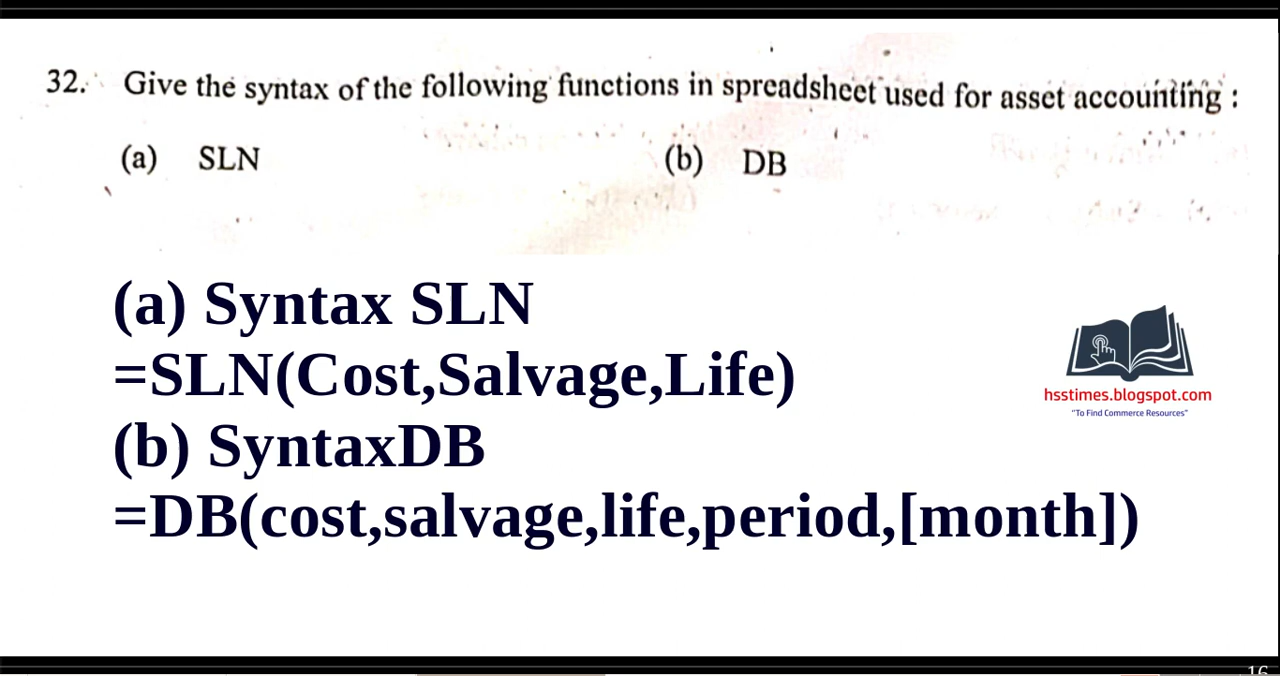 32. Give the syntax of the following functions in spreadsheet used for asset accounting :
(a) SLN (b) DB
(a) Syntax SLN
=SLN(Cost,Salvage,Life)
(b) SyntaxDB
=DB(cost,salvage,life,period,[month])
hsstimes.blogspot.com
"To Find Commerce Resources"
16